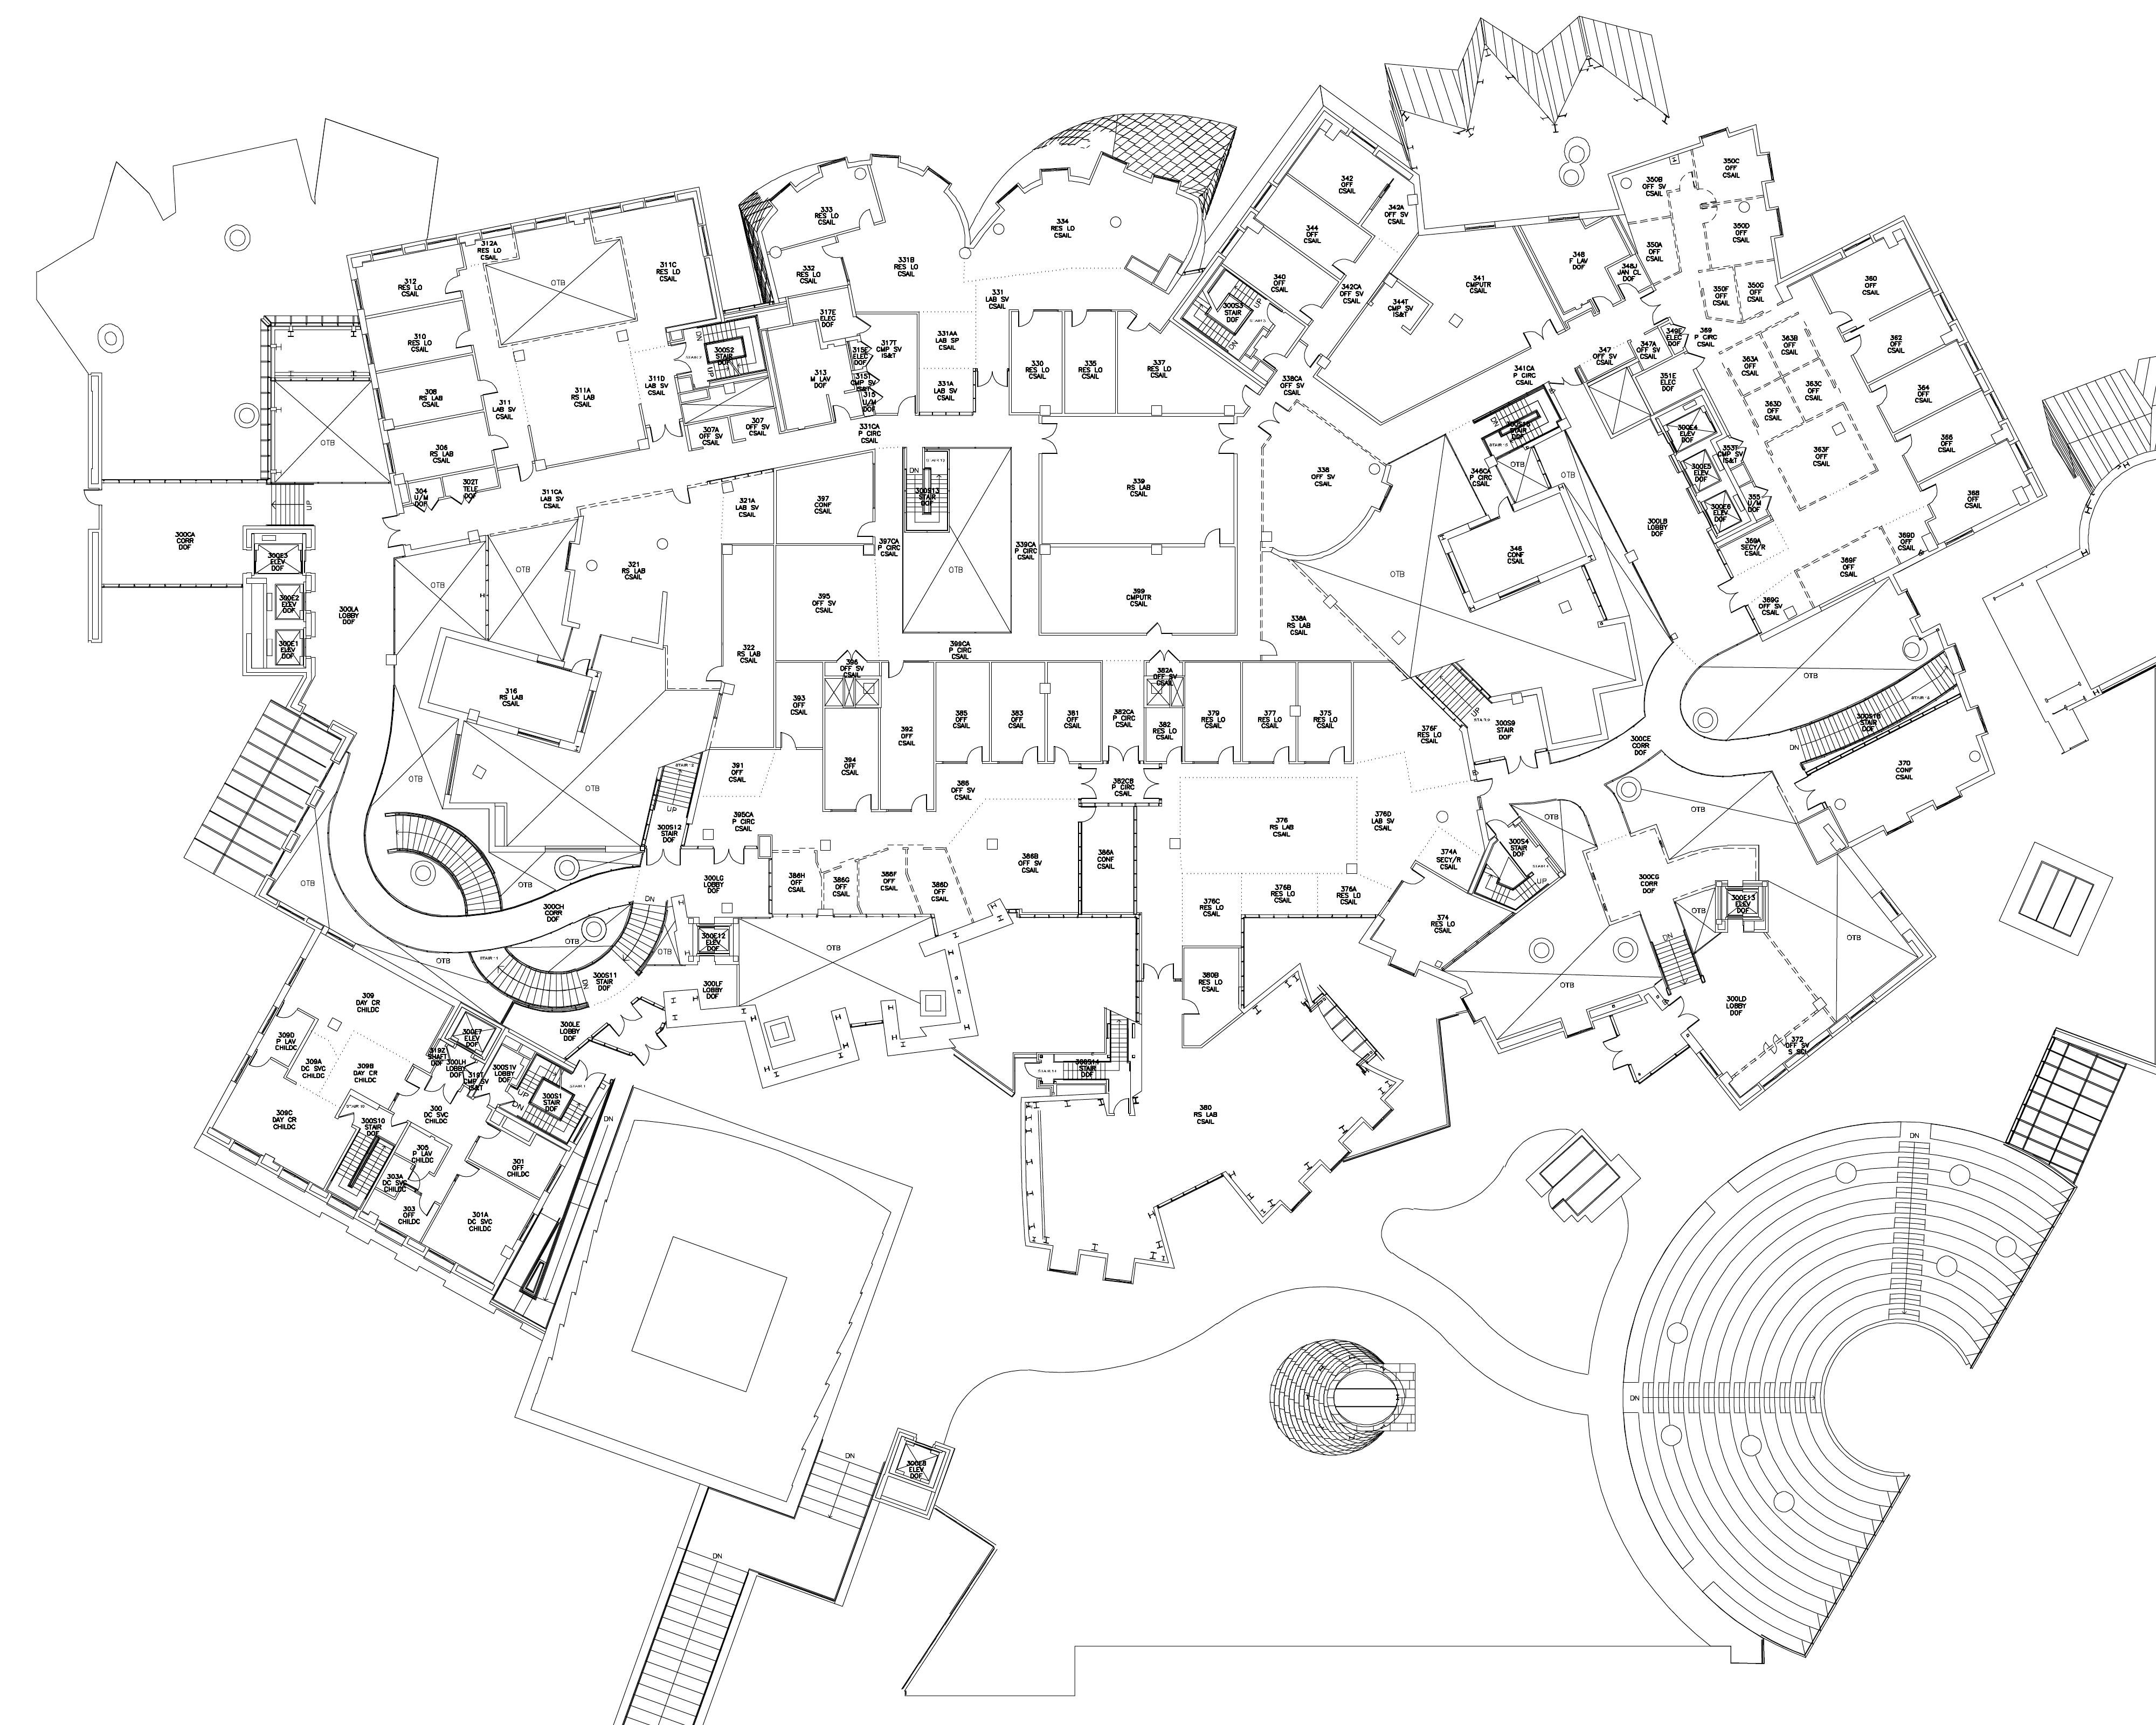 312A
RES LO
CSAIL
312
RES LO
CSAIL
OTB
311C
RES LO
CSAIL
310
RES LO
CSAIL
308
RS LAB
CSAIL
306
RS LAB
CSAIL
311
LAB SV
CSAIL
311A
RS LAB
CSAIL
311D
LAB SV
CSAIL
304
U/M
DOF
302T
TELE
DOF
311CA
LAB SV
CSAIL
DN
300S2
STAIR
DOF
UP
307A
OFF SV
CSAIL
307
OFF SV
CSAIL
333
RES LO
CSAIL
332
RES LO
CSAIL
331B
RES LO
CSAIL
317E
ELEC
DOF
313
M LAV
DOF
315E
ELEC
DOF
315T
CMP SV
IS&T
315
U/M
DOF
317T
CMP SV
IS&T
331AA
LAB SP
CSAIL
331A
LAB SV
CSAIL
331
LAB SV
CSAIL
331CA
P CIRC
CSAIL
334
RES LO
CSAIL
330
RES LO
CSAIL
335
RES LO
CSAIL
337
RES LO
CSAIL
342
OFF
CSAIL
342A
OFF SV
CSAIL
344
OFF
CSAIL
340
OFF
CSAIL
342CA
OFF SV
CSAIL
300S3
STAIR
DOF
UP
DN
338CA
OFF SV
CSAIL
341
CMPUTR
CSAIL
344T
CMP SV
IS&T
341CA
P CIRC
CSAIL
348
F LAV
DOF
348J
JAN CL
DOF
350B
OFF SV
CSAIL
350C
OFF
CSAIL
350A
OFF
CSAIL
350D
OFF
CSAIL
350F
OFF
CSAIL
350G
OFF
CSAIL
347
OFF SV
CSAIL
347A
OFF SV
CSAIL
349E
ELEC
DOF
369
P CIRC
CSAIL
351E
ELEC
DOF
363A
OFF
CSAIL
363B
OFF
CSAIL
363C
OFF
CSAIL
363D
OFF
CSAIL
363F
OFF
CSAIL
360
OFF
CSAIL
362
OFF
CSAIL
364
OFF
CSAIL
366
OFF
CSAIL
368
OFF
CSAIL
300E4
ELEV
DOF
300E5
ELEV
DOF
300E6
ELEV
DOF
353T
CMP SV
IS&T
355
U/M
DOF
369A
SECY/R
CSAIL
369D
OFF
CSAIL
369F
OFF
CSAIL
369G
OFF SV
CSAIL
OTB
300CA
CORR
DOF
UP
300E3
ELEV
DOF
300E2
ELEV
DOF
300E1
ELEV
DOF
300LA
LOBBY
DOF
OTB
OTB
321
RS LAB
CSAIL
321A
LAB SV
CSAIL
397
CONF
CSAIL
DN
300S13
STAIR
DOF
397CA
P CIRC
CSAIL
OTB
339CA
P CIRC
CSAIL
339
RS LAB
CSAIL
399
CMPUTR
CSAIL
338
OFF SV
CSAIL
338A
RS LAB
CSAIL
DN
STAIR
DOF
346CA
P CIRC
CSAIL
OTB
OTB
346
CONF
CSAIL
OTB
300LB
LOBBY
DOF
395
OFF SV
CSAIL
322
RS LAB
CSAIL
316
RS LAB
CSAIL
399CA
P CIRC
CSAIL
396
OFF SV
CSAIL
393
OFF
CSAIL
394
OFF
CSAIL
392
OFF
CSAIL
385
OFF
CSAIL
383
OFF
CSAIL
381
OFF
CSAIL
382CA
P CIRC
CSAIL
382A
OFF SV
CSAIL
382
RES LO
CSAIL
379
RES LO
CSAIL
377
RES LO
CSAIL
375
RES LO
CSAIL
376F
RES LO
CSAIL
UP
300S9
STAIR
DOF
300CE
CORR
DOF
OTB
DN
STAIR
DOF
370
CONF
CSAIL
OTB
OTB
UP
300S12
STAIR
DOF
391
OFF
CSAIL
395CA
P CIRC
CSAIL
386
OFF SV
CSAIL
382CB
P CIRC
CSAIL
376
RS LAB
CSAIL
376D
LAB SV
CSAIL
374A
SECY/R
CSAIL
300S4
STAIR
DOF
UP
OTB
OTB
300CG
CORR
DOF
300E13
ELEV
DOF
OTB
OTB
OTB
OTB
300CH
CORR
DOF
DN
300LG
LOBBY
DOF
386H
OFF
CSAIL
386G
OFF
CSAIL
386F
OFF
CSAIL
386D
OFF
CSAIL
386B
OFF SV
CSAIL
386A
CONF
CSAIL
376C
RES LO
CSAIL
376B
RES LO
CSAIL
376A
RES LO
CSAIL
374
RES LO
CSAIL
DN
OTB
OTB
OTB
OTB
300E12
ELEV
DOF
OTB
300S11
STAIR
DOF
DN
300LF
LOBBY
DOF
380B
RES LO
CSAIL
OTB
300LD
LOBBY
DOF
372
OFF SV
309
DAY CR
CHILDC
309D
P LAV
CHILDC
309A
DC SVC
CHILDC
309B
DAY CR
CHILDC
309C
DAY CR
CHILDC
300E7
ELEV
DOF
319Z
SHAFT
DOF
300LH
LOBBY
DOF
319T
CMP SV
IS&T
300LE
LOBBY
DOF
300S1V
LOBBY
DOF
300S1
STAIR
DOF
UP
DN
DN
300
DC SVC
CHILDC
300S10
STAIR
DOF
305
P LAV
CHILDC
303A
DC SVC
CHILDC
303
OFF
CHILDC
301
OFF
CHILDC
301A
DC SVC
CHILDC
300S14
STAIR
DOF
380
RS LAB
CSAIL
DN
DN
DN
300E8
ELEV
DOF
DN